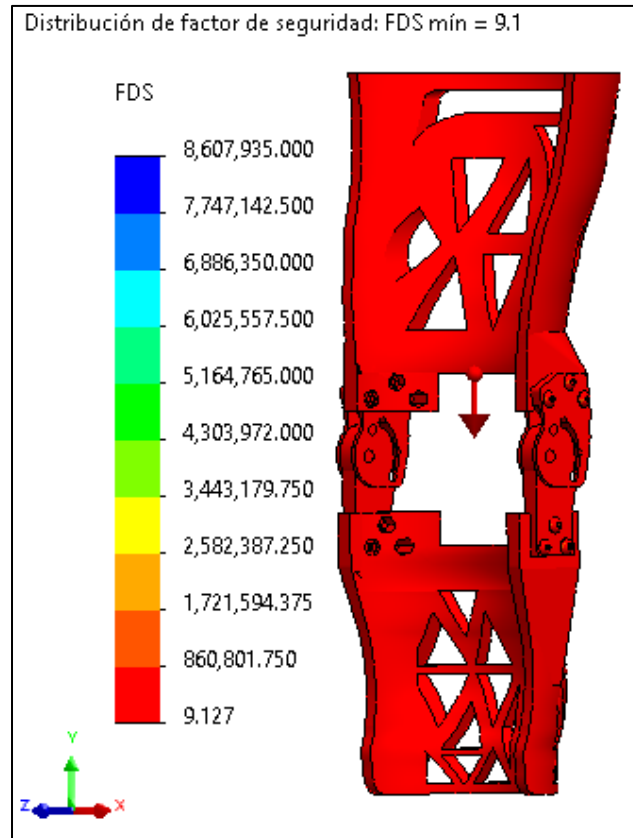 Distribución de factor de seguridad: FDS mín = 9.1
FDS
8,607,935.000
7,747,142.500
6,886,350.000
6,025,557.500
5,164,765.000
4,303,972.000
3,443,179.750
2,582,387.250
1,721,594.375
860,801.750
9.127
Y
Z
X